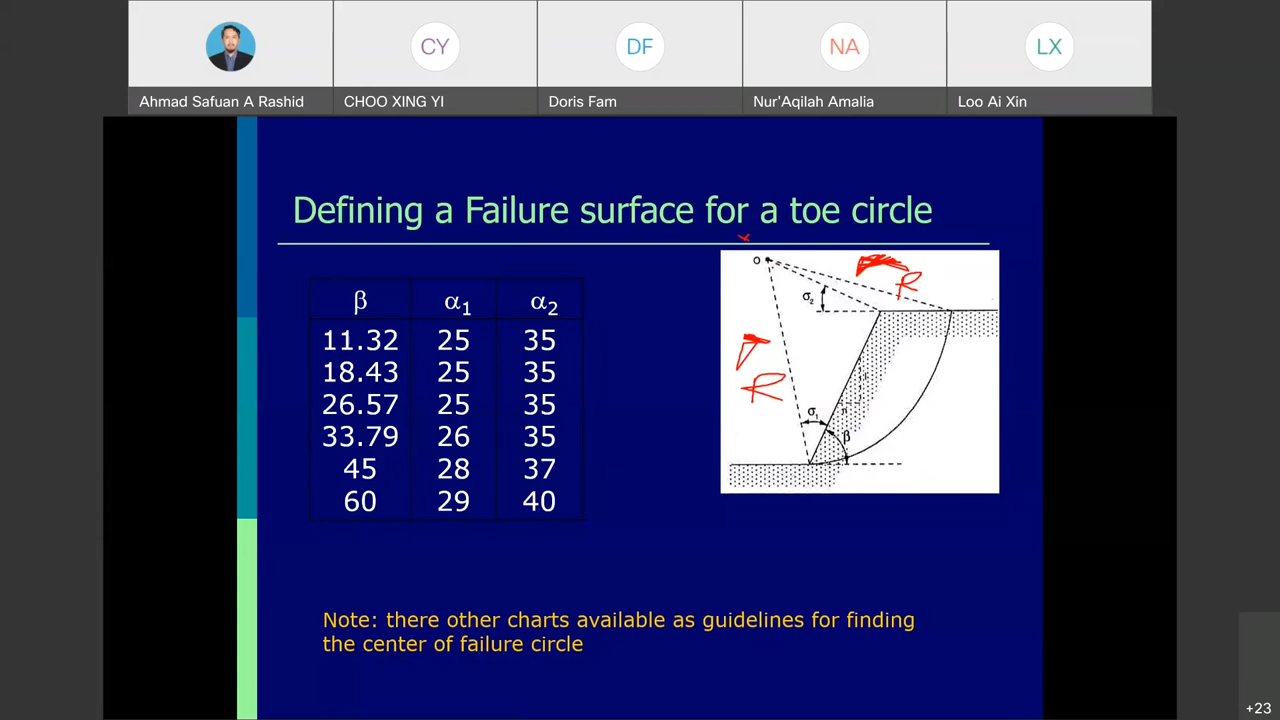 CY
DF
NA
LX
Ahmad Safuan A Rashid
CHOO XING YI
Doris Fam
Nur'Aqilah Amalia
Loo Ai Xin
Defining a Failure surface for a toe circle
β α1 α2
11.32 25 35
18.43 25 35
26.57 25 35
33.79 26 35
45 28 37
60 29 40
O
R
σ2
R
σ1
β
Note: there other charts available as guidelines for finding
the center of failure circle
+23